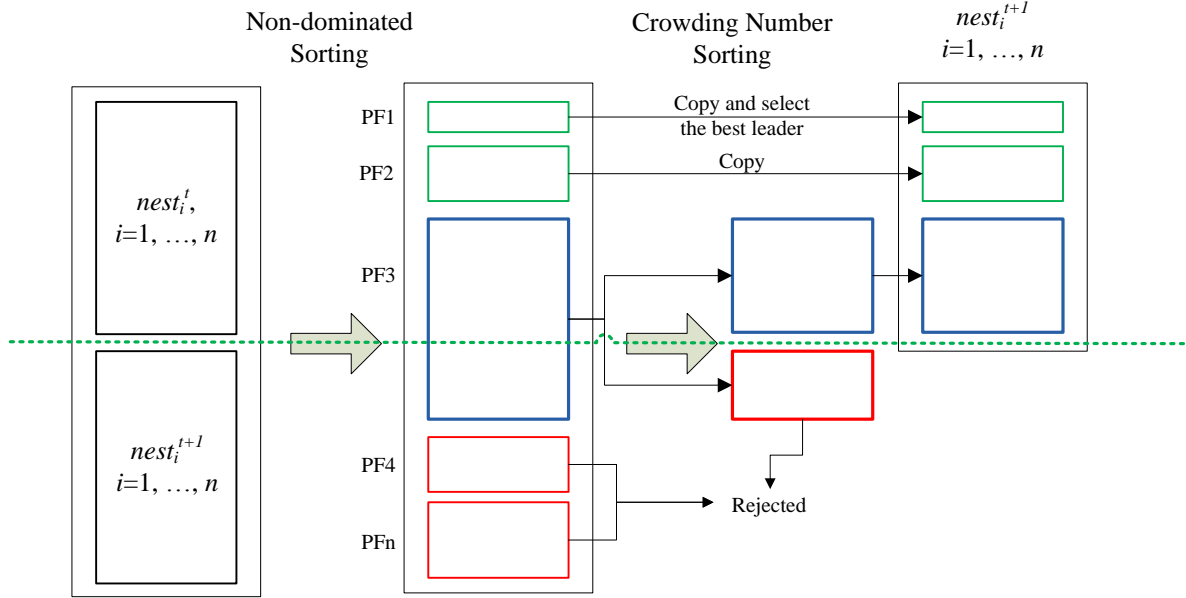 Non-dominated
Sorting
Crowding Number
Sorting
nest_i^{t+1}
i=1, …, n
nest_i^t,
i=1, …, n
nest_i^{t+1}
i=1, …, n
PF1
PF2
PF3
PF4
PFn
Copy and select
the best leader
Copy
Rejected